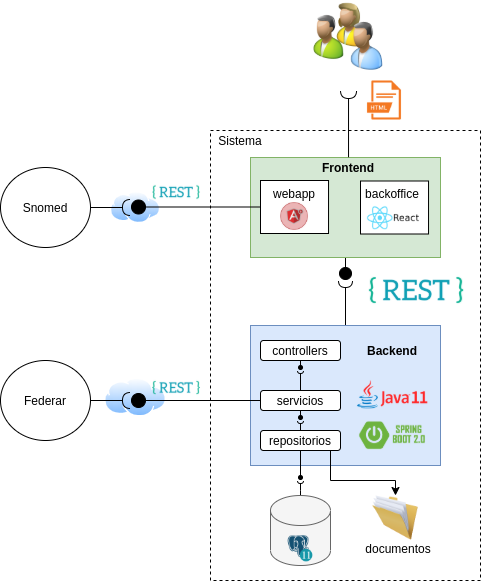 HTML
Sistema
Frontend
webapp
backoffice
A
React
{ REST }
Snomed
{ REST }
controllers
Backend
{ REST }
Federar
servicios
Java 11
repositorios
SPRING
BOOT 2.0
11
documentos